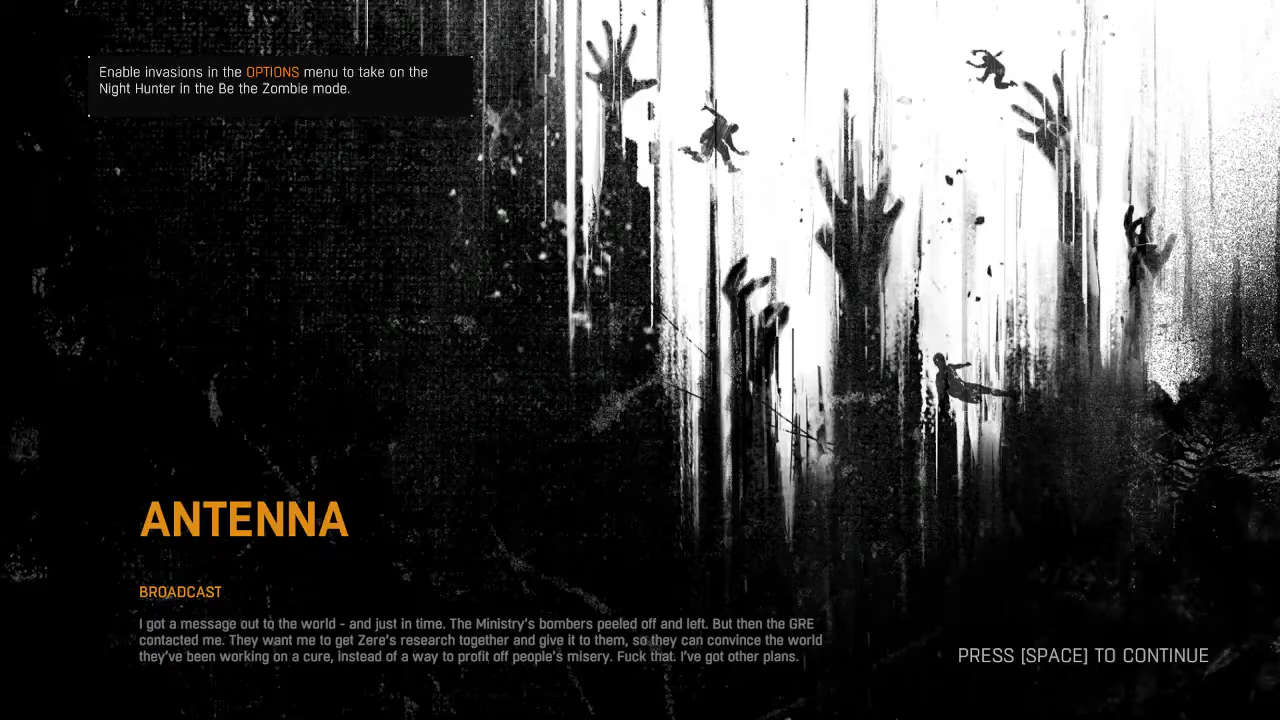 Enable invasions in the OPTIONS menu to take on the
Night Hunter in the Be the Zombie mode.
ANTENNA
BROADCAST
I got a message out to the world - and just in time. The Ministry's bombers peeled off and left. But then the GRE
contacted me. They want me to get Zere's research together and give it to them, so they can convince the world
they've been working on a cure, instead of a way to profit off people's misery. Fuck that. I've got other plans.
PRESS [SPACE] TO CONTINUE